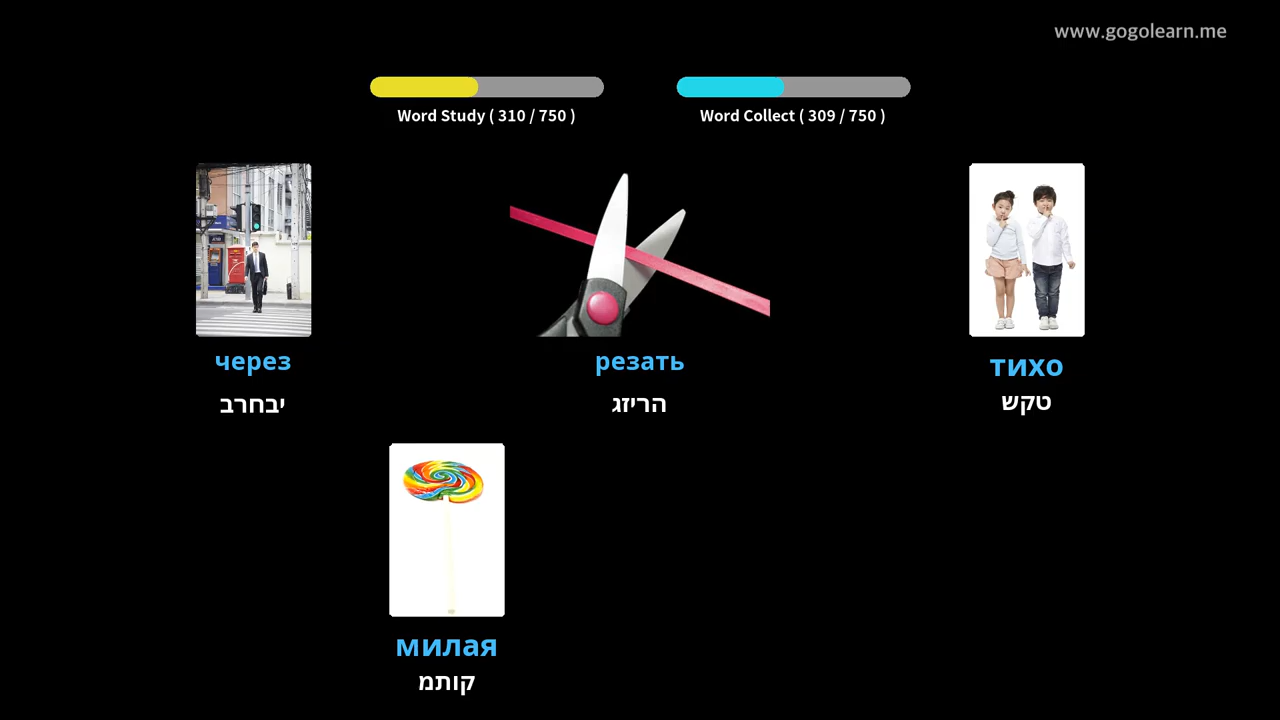 www.gogolearn.me
Word Study ( 310 / 750 )
Word Collect ( 309 / 750 )
через
יבחרב
резать
הריזג
тихо
טקש
милая
קותמ